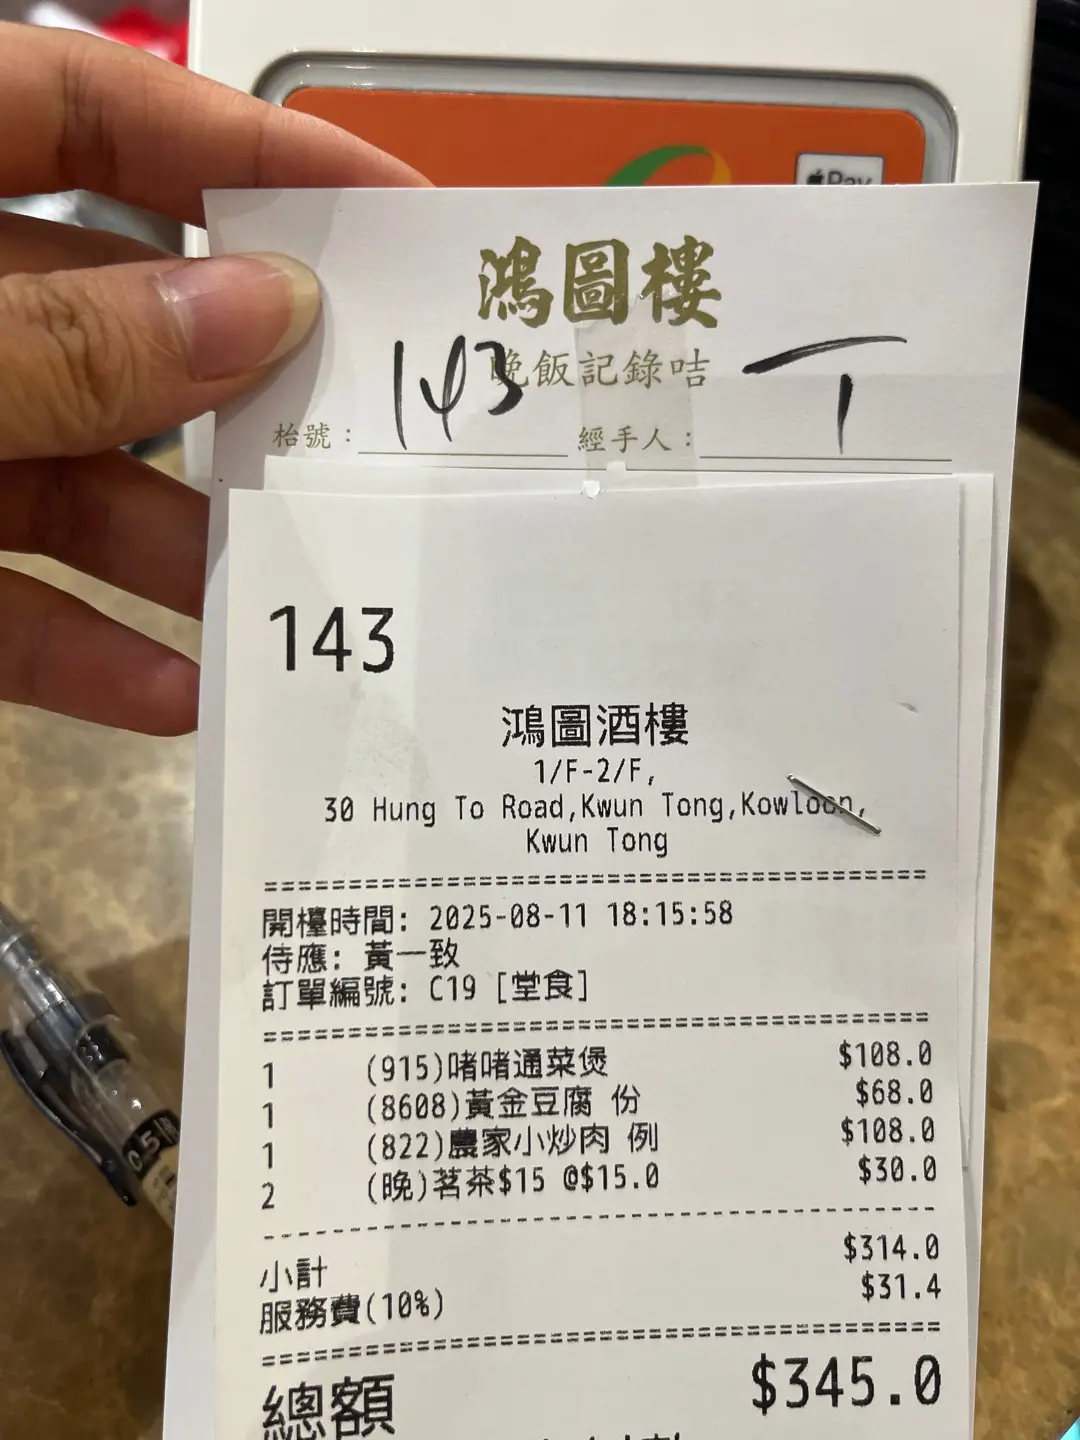 Pay
鴻圖樓
143 晚飯記錄咭 T
枱號： 經手人：
143
鴻圖酒樓
1/F-2/F,
30 Hung To Road,Kwun Tong,Kowloon,
Kwun Tong
開檯時間: 2025-08-11 18:15:58
侍應: 黃一致
訂單編號: C19 [堂食]
1 (915)啫啫通菜煲 $108.0
1 (8608)黃金豆腐 份 $68.0
1 (822)農家小炒肉 例 $108.0
2 (晚)茗茶$15 @$15.0 $30.0
小計 $314.0
服務費(10%) $31.4
總額 $345.0
0.5